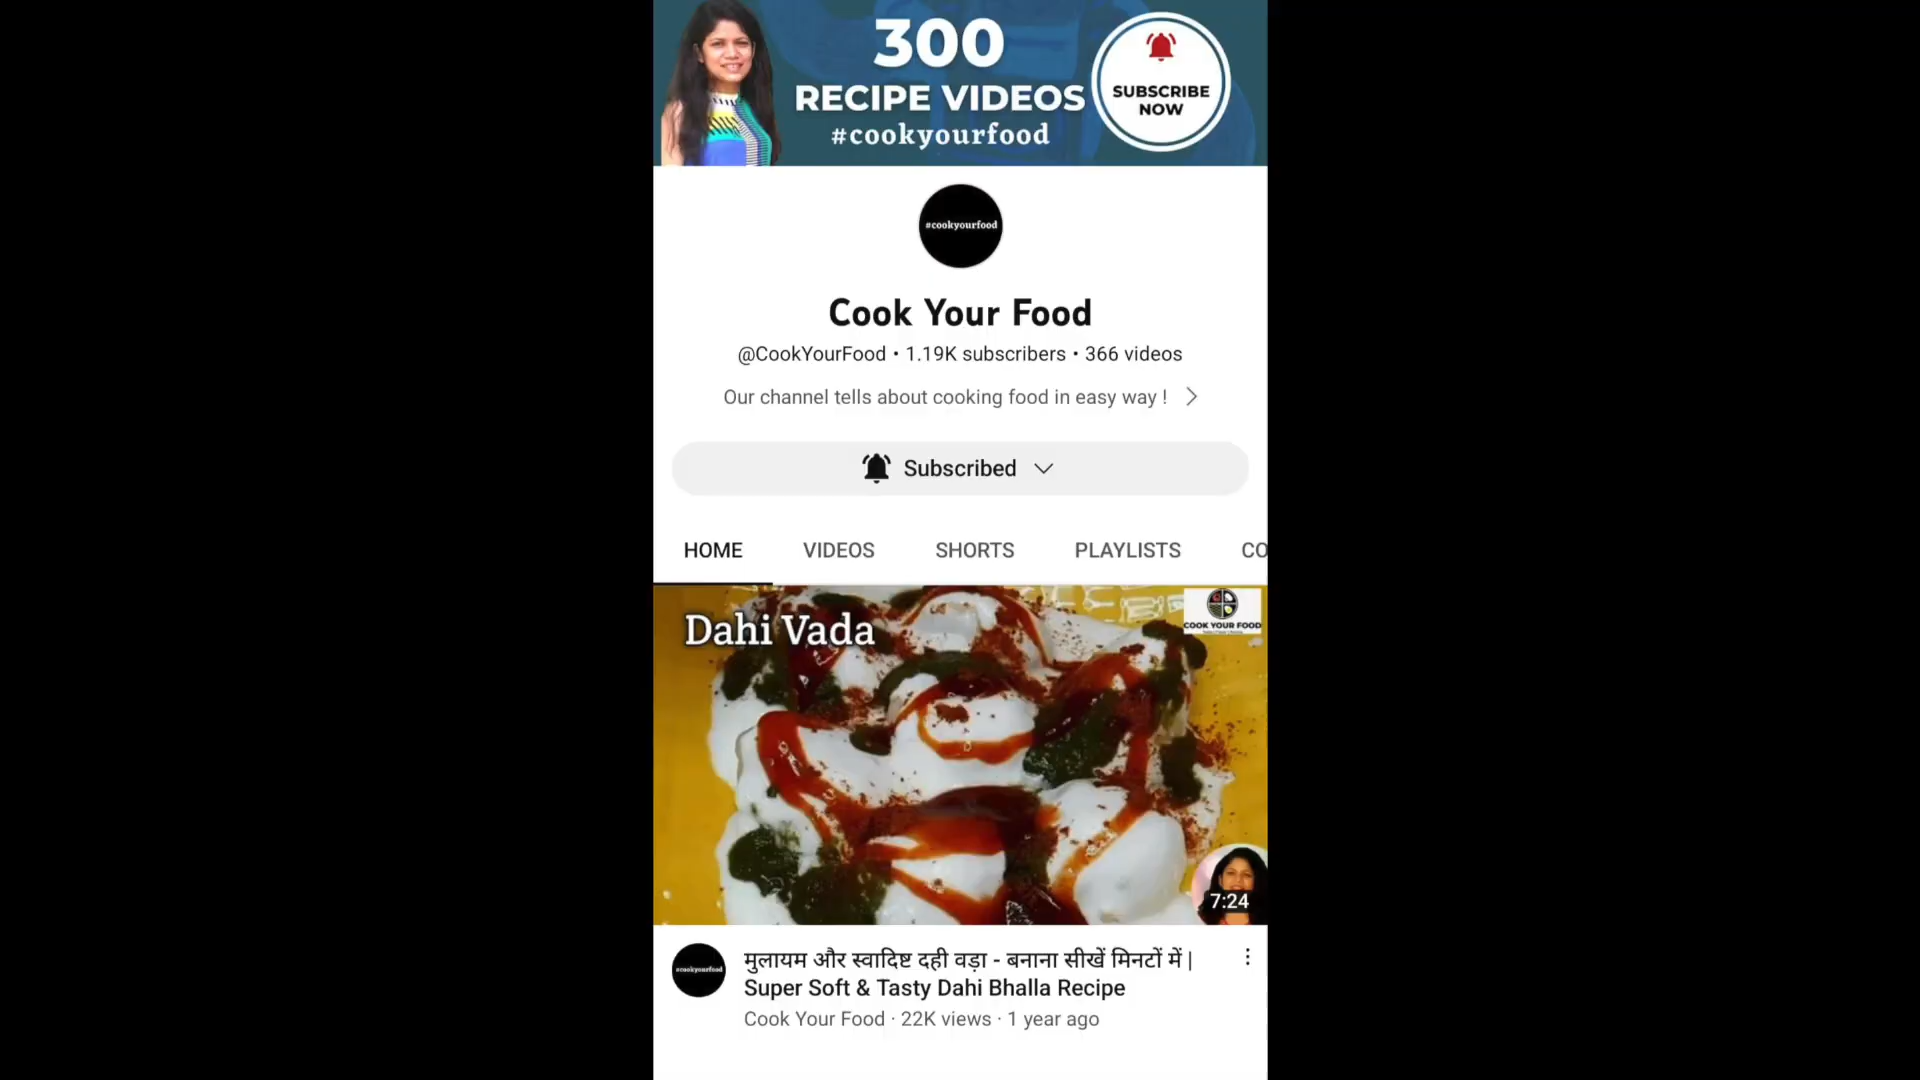 300
RECIPE VIDEOS
#cookyourfood
SUBSCRIBE
NOW
#cookyourfood
Cook Your Food
@CookYourFood • 1.19K subscribers • 366 videos
Our channel tells about cooking food in easy way !
Subscribed
HOME VIDEOS SHORTS PLAYLISTS CO
Dahi Vada
COOK YOUR FOOD
7:24
#cookyourfood
मुलायम और स्वादिष्ट दही वड़ा - बनाना सीखें मिनटों में |
Super Soft & Tasty Dahi Bhalla Recipe
Cook Your Food · 22K views · 1 year ago